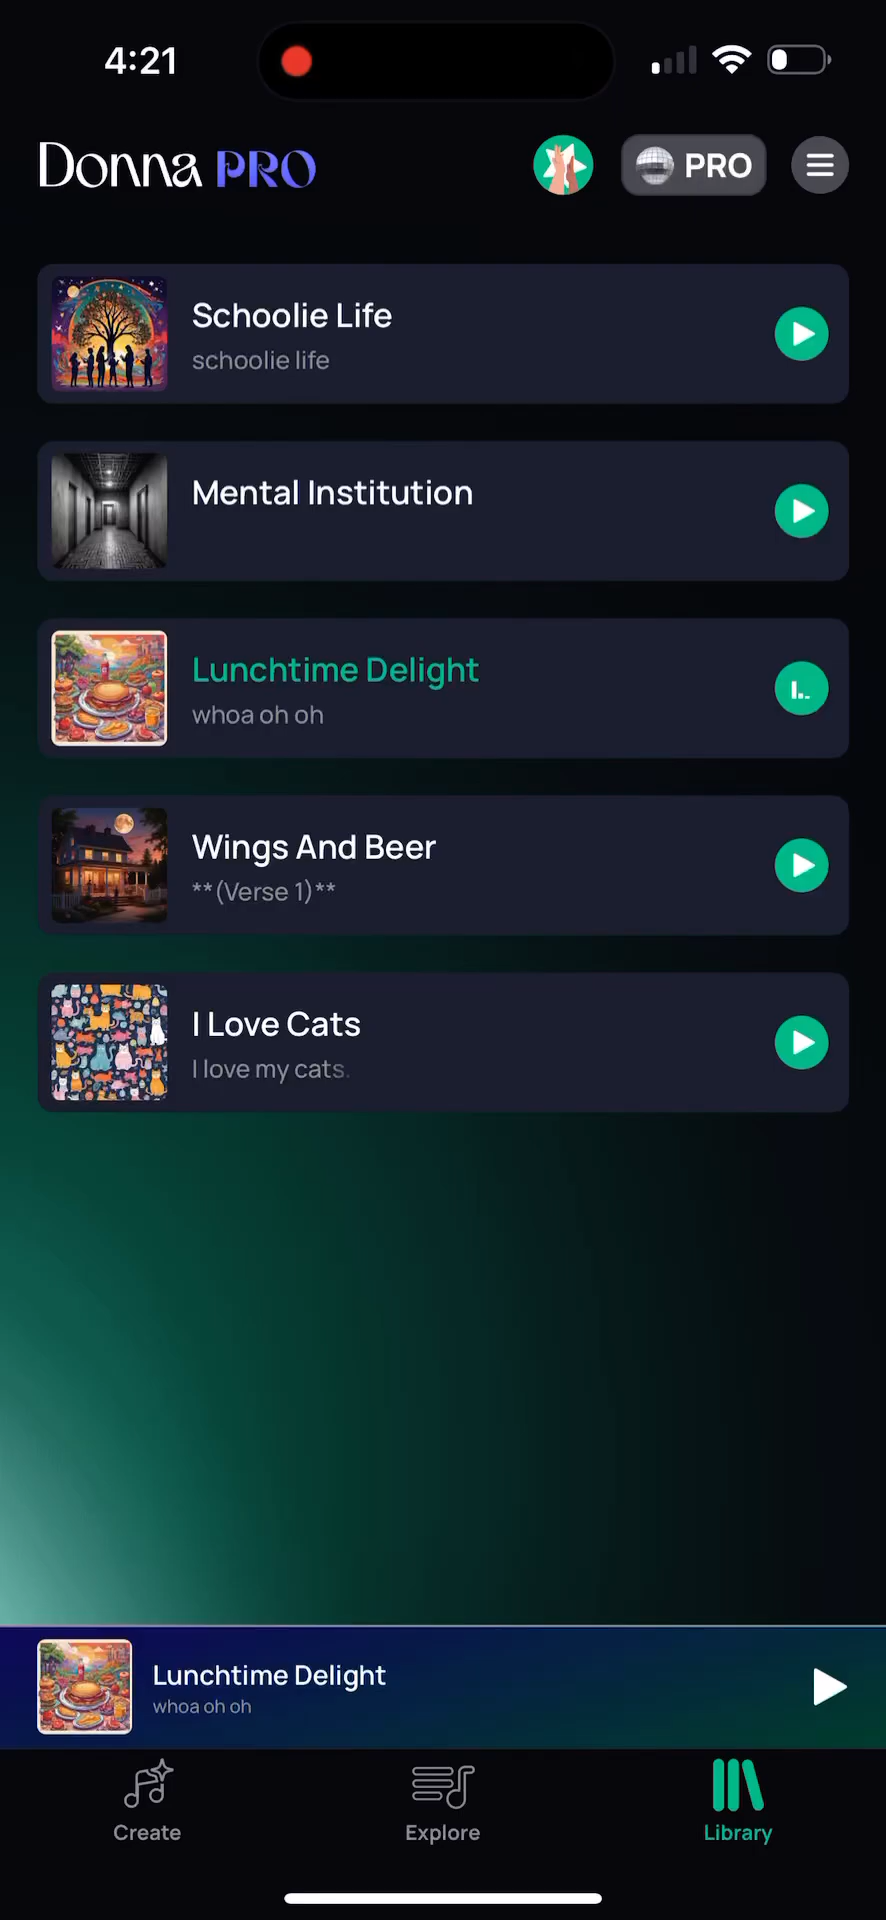 4:21
Donna PRO
PRO
Schoolie Life
schoolie life
Mental Institution
Lunchtime Delight
whoa oh oh
Wings And Beer
**(Verse 1)**
I Love Cats
I love my cats.
Lunchtime Delight
whoa oh oh
Create
Explore
Library